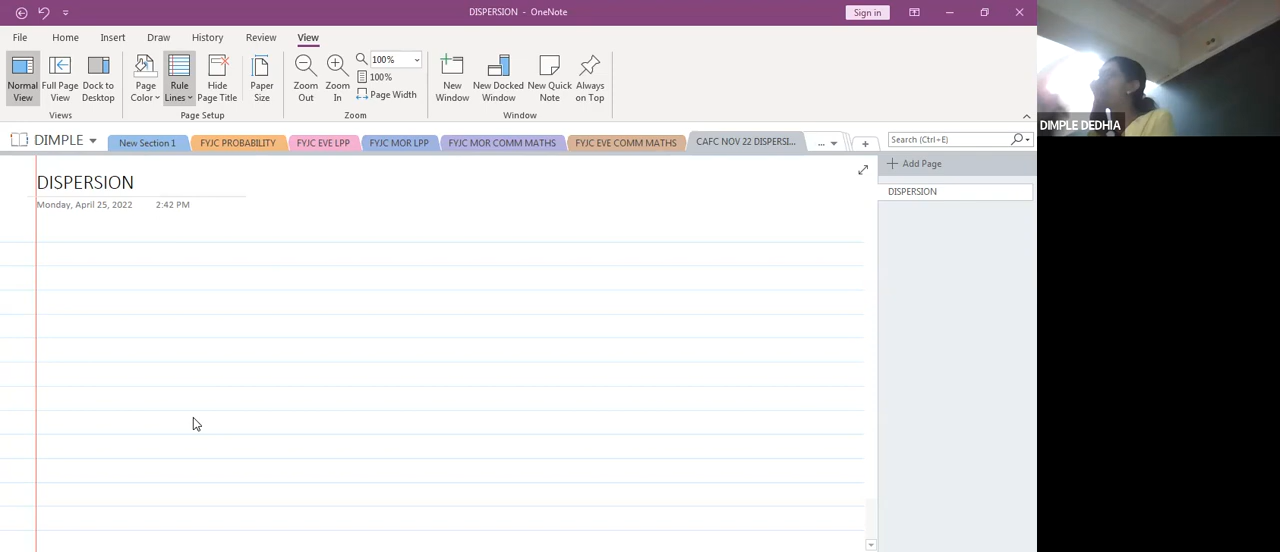 DISPERSION - OneNote
Sign in
File Home Insert Draw History Review View
Normal View
Full Page View
Dock to Desktop
Views
Page Color
Rule Lines
Hide Page Title
Paper Size
Page Setup
Zoom Out
Zoom In
100%
100%
Page Width
Zoom
New Window
New Docked Window
New Quick Note
Always on Top
Window
DIMPLE
New Section 1
FYJC PROBABILITY
FYJC EVE LPP
FYJC MOR LPP
FYJC MOR COMM MATHS
FYJC EVE COMM MATHS
CAFC NOV 22 DISPERSI...
...
Search (Ctrl+E)
Add Page
DISPERSION
DISPERSION
Monday, April 25, 2022 2:42 PM
DIMPLE DEDHIA